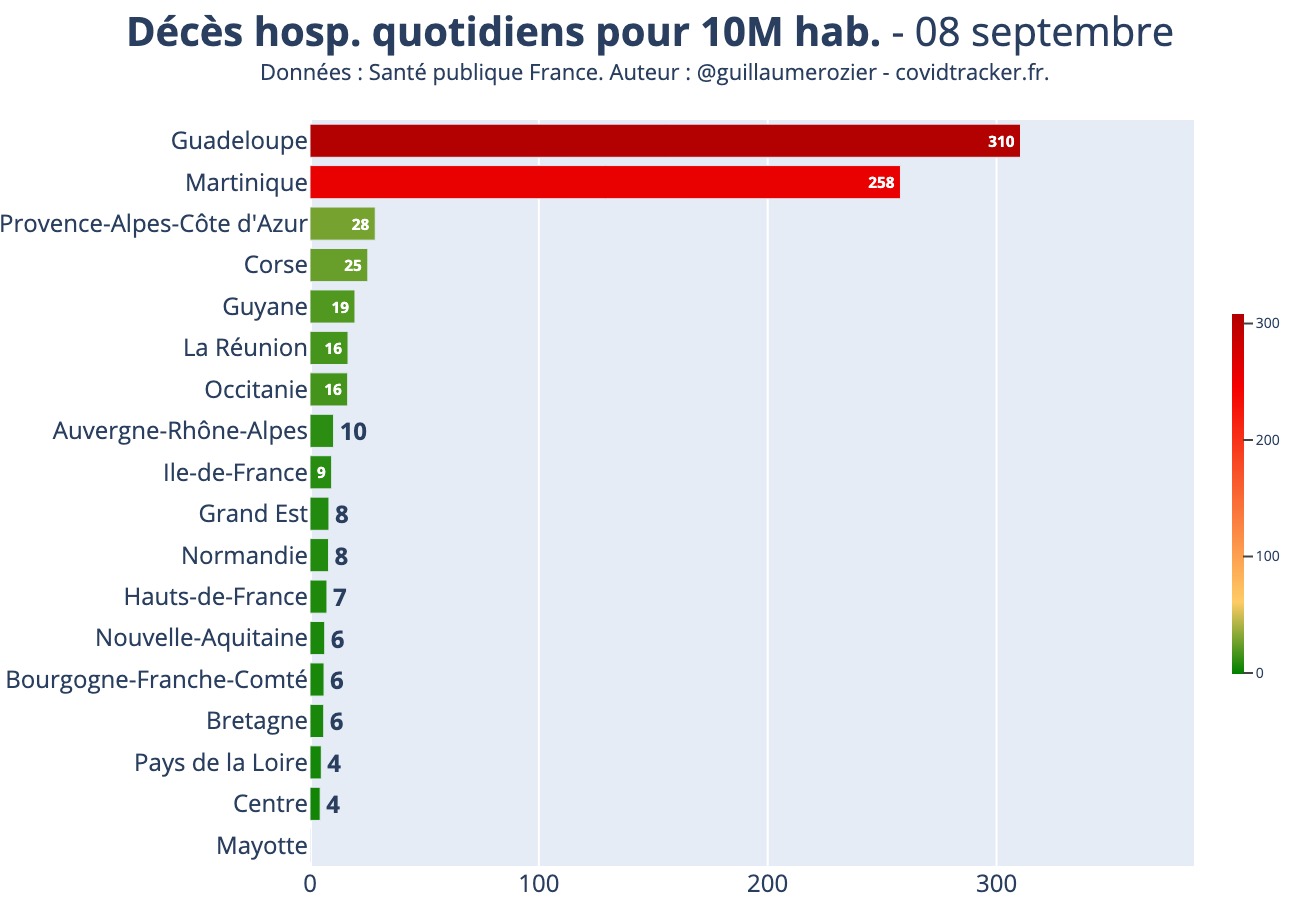 Décès hosp. quotidiens pour 10M hab. - 08 septembre
Données : Santé publique France. Auteur : @guillaumerozier - covidtracker.fr.
Guadeloupe 310
Martinique 258
Provence-Alpes-Côte d'Azur 28
Corse 25
Guyane 19
La Réunion 16
Occitanie 16
Auvergne-Rhône-Alpes 10
Ile-de-France 9
Grand Est 8
Normandie 8
Hauts-de-France 7
Nouvelle-Aquitaine 6
Bourgogne-Franche-Comté 6
Bretagne 6
Pays de la Loire 4
Centre 4
Mayotte
0 100 200 300
300
200
100
0